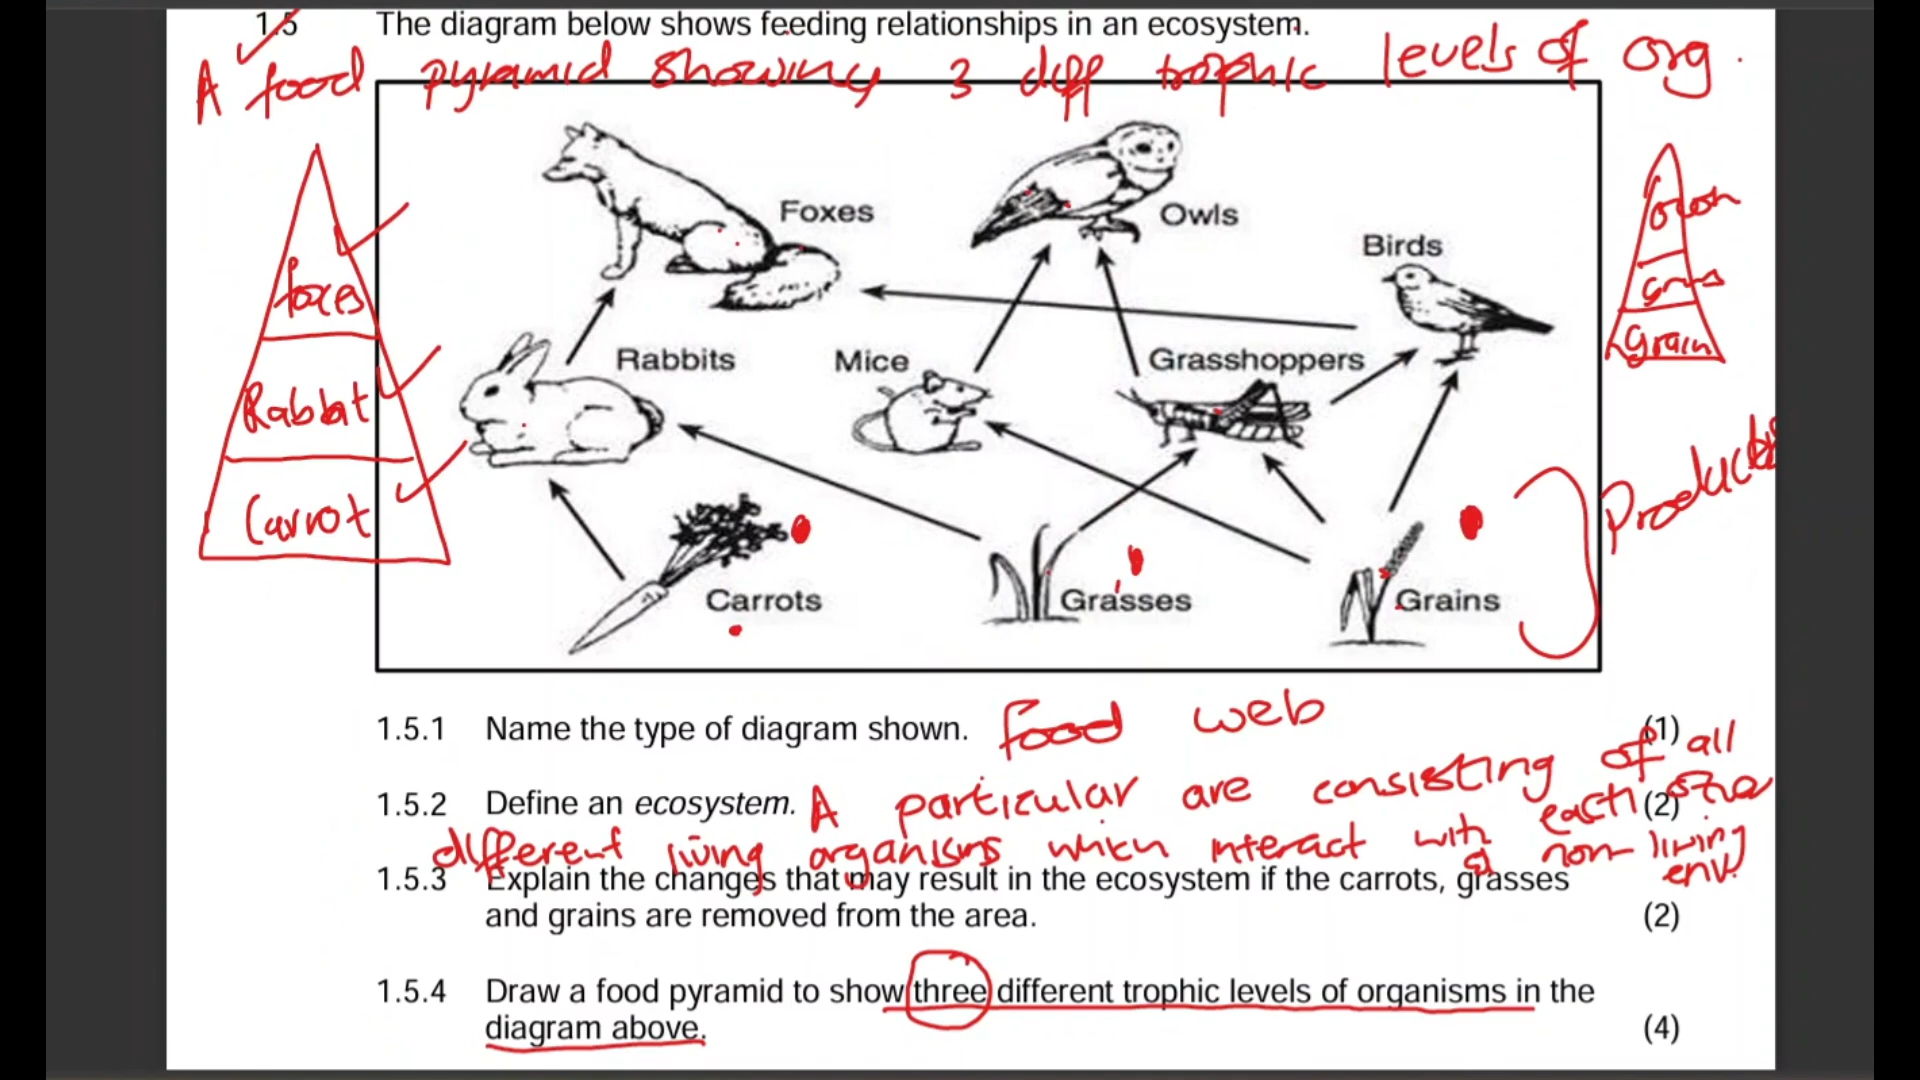 1.5 The diagram below shows feeding relationships in an ecosystem.
A food pyramid showing 3 diff trophic levels of org.
Foxes
Owls
Birds
Rabbits
Mice
Grasshoppers
Carrots
Grasses
Grains
foxes
Rabbit
Carrot
grain
1.5.1 Name the type of diagram shown. (1)
food web
1.5.2 Define an ecosystem. (2)
A particular are consisting of all
different living organisms which interact with each other
& non-living
env.
1.5.3 Explain the changes that may result in the ecosystem if the carrots, grasses
and grains are removed from the area. (2)
1.5.4 Draw a food pyramid to show three different trophic levels of organisms in the
diagram above. (4)